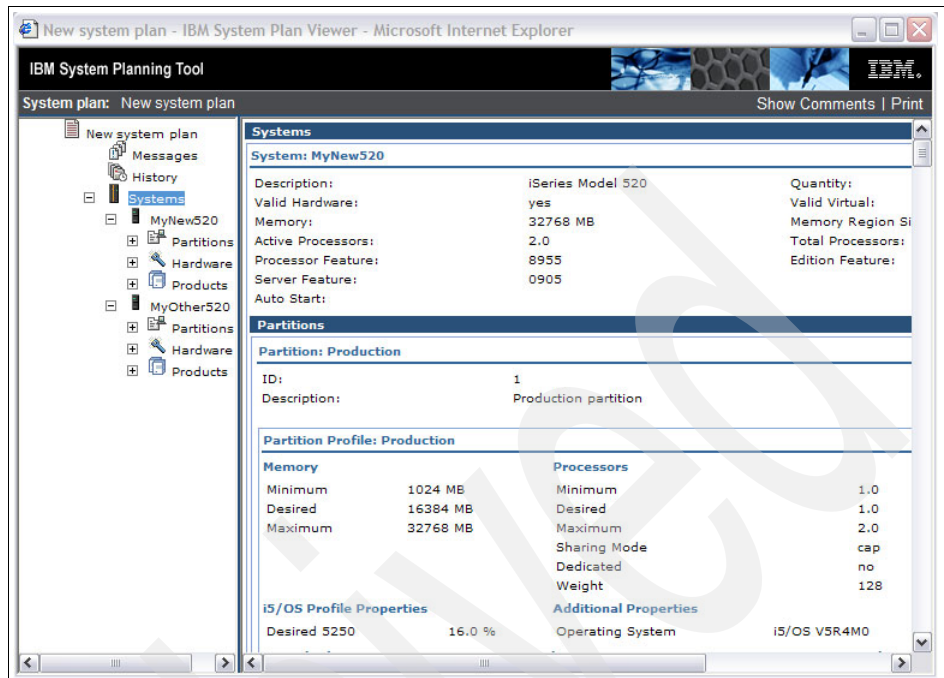 New system plan - IBM System Plan Viewer - Microsoft Internet Explorer
IBM System Planning Tool
IBM.
System plan: New system plan
Show Comments | Print
New system plan
Messages
History
Systems
MyNew520
Partitions
Hardware
Products
MyOther520
Partitions
Hardware
Products
Systems
System: MyNew520
Description: iSeries Model 520 Quantity:
Valid Hardware: yes Valid Virtual:
Memory: 32768 MB Memory Region Si
Active Processors: 2.0 Total Processors:
Processor Feature: 8955 Edition Feature:
Server Feature: 0905
Auto Start:
Partitions
Partition: Production
ID: 1
Description: Production partition
Partition Profile: Production
Memory Processors
Minimum 1024 MB Minimum 1.0
Desired 16384 MB Desired 1.0
Maximum 32768 MB Maximum 2.0
Sharing Mode cap
Dedicated no
Weight 128
i5/OS Profile Properties Additional Properties
Desired 5250 16.0 % Operating System i5/OS V5R4M0